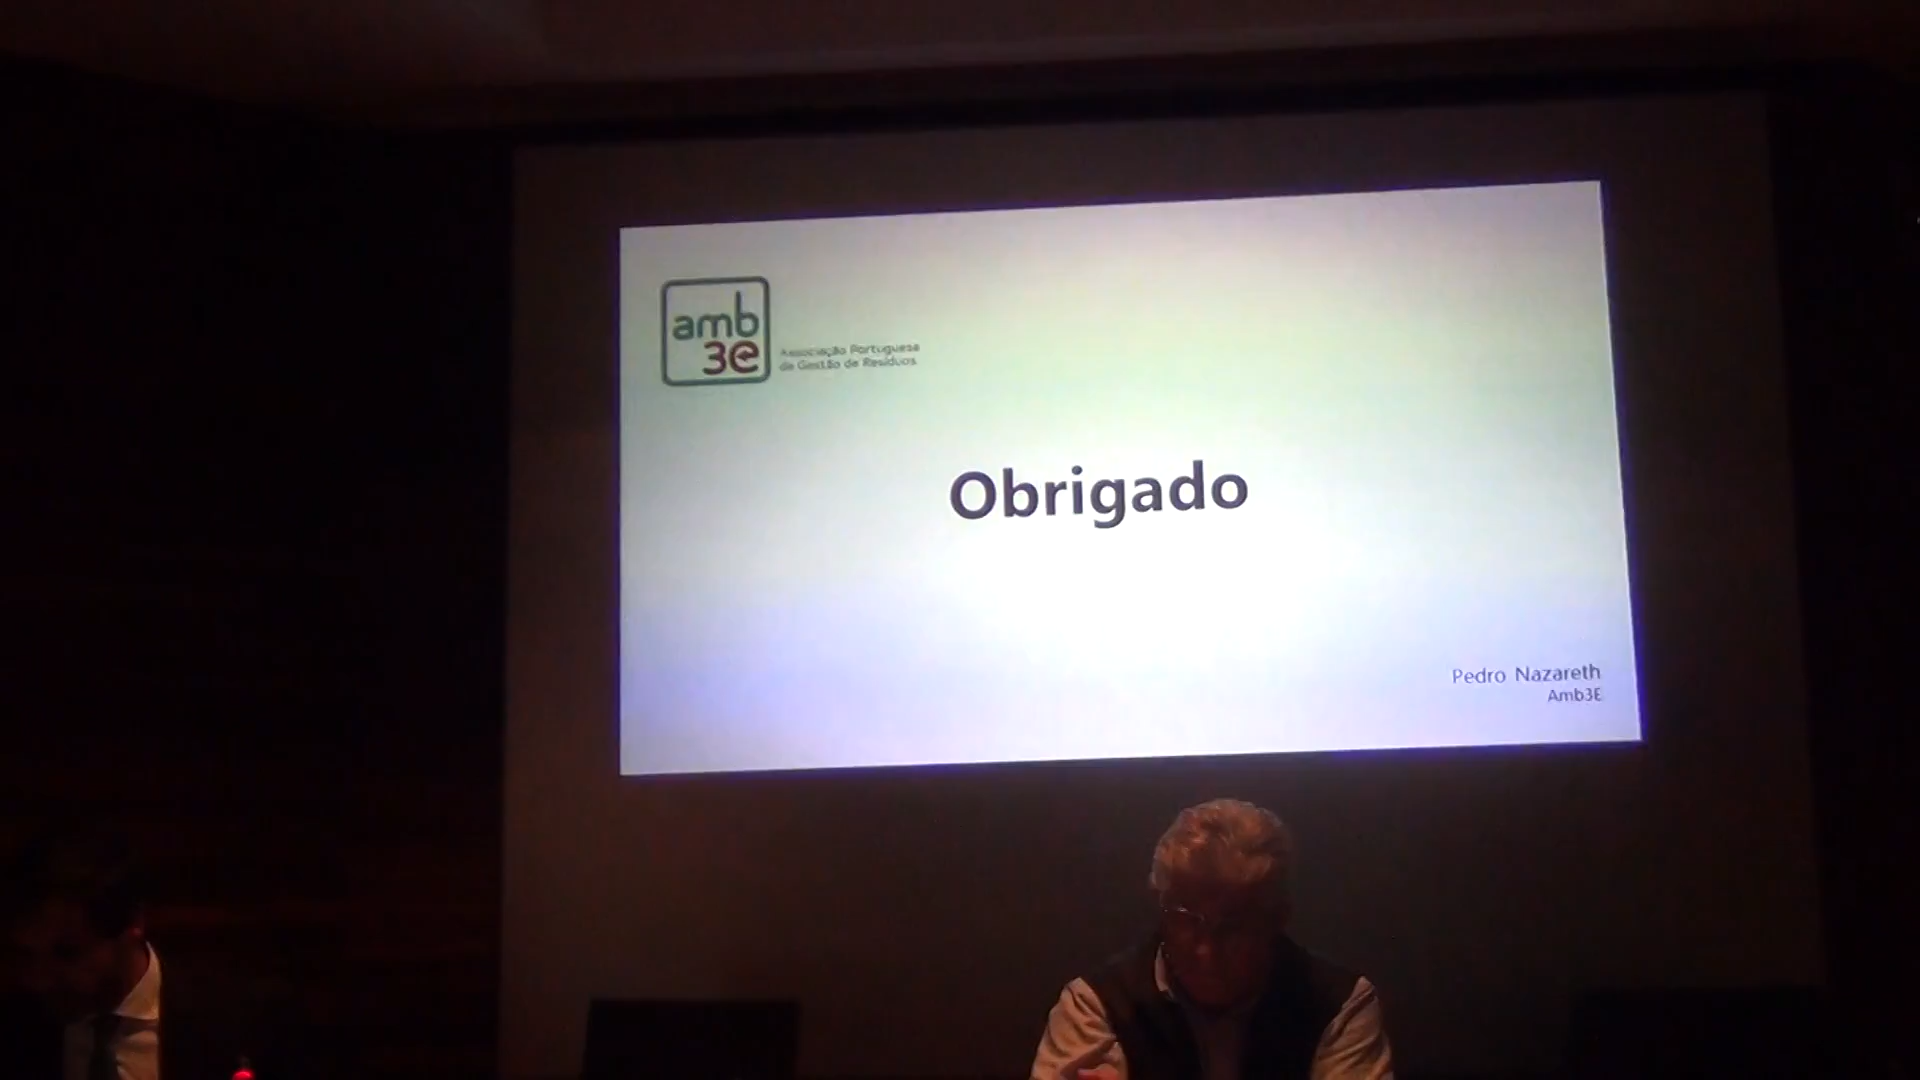 amb
3e
Associação Portuguesa
de Gestão de Resíduos
Obrigado
Pedro Nazareth
Amb3E